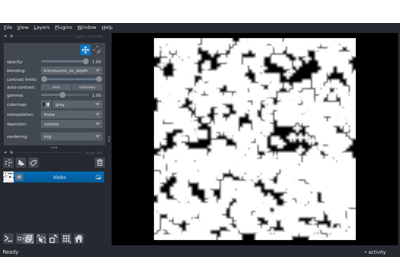 File View Layers Plugins Window Help
opacity: 1.00
blending: translucent_no_depth
contrast limits:
auto-contrast: once continuous
gamma: 1.00
colormap: gray
interpolation: linear
depiction: volume
rendering: mip
blobs
Ready
activity